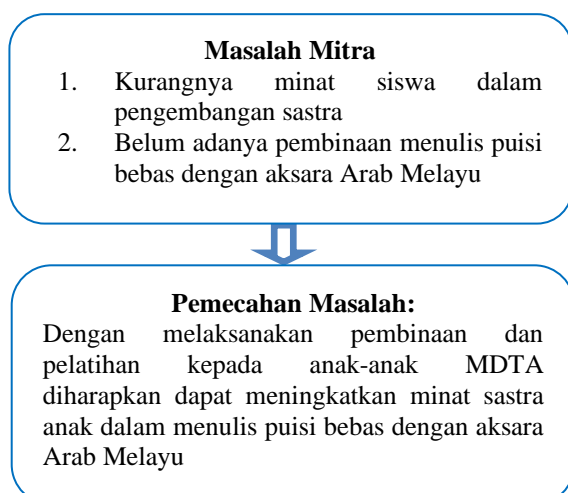 Masalah Mitra
1. Kurangnya minat siswa dalam
pengembangan sastra
2. Belum adanya pembinaan menulis puisi
bebas dengan aksara Arab Melayu
Pemecahan Masalah:
Dengan melaksanakan pembinaan dan
pelatihan kepada anak-anak MDTA
diharapkan dapat meningkatkan minat sastra
anak dalam menulis puisi bebas dengan aksara
Arab Melayu